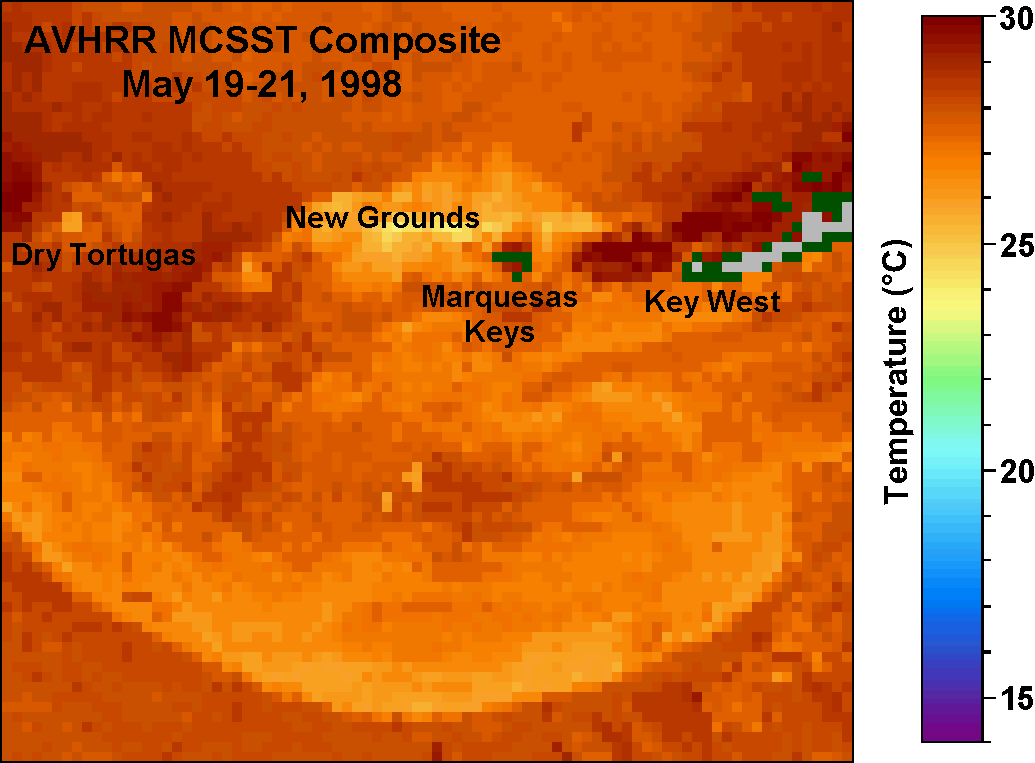 AVHRR MCSST Composite
May 19-21, 1998
New Grounds
Dry Tortugas
Marquesas
Keys
Key West
Temperature (°C)
30
25
20
15